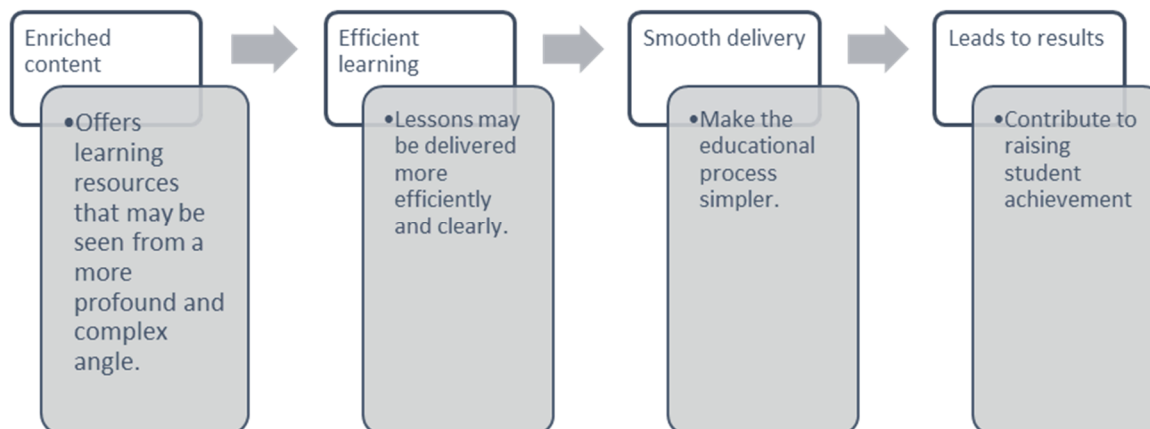 Enriched
content
•Offers
learning
resources
that may be
seen from a
more
profound and
complex
angle.
Efficient
learning
•Lessons may
be delivered
more
efficiently
and clearly.
Smooth delivery
•Make the
educational
process
simpler.
Leads to results
•Contribute to
raising
student
achievement